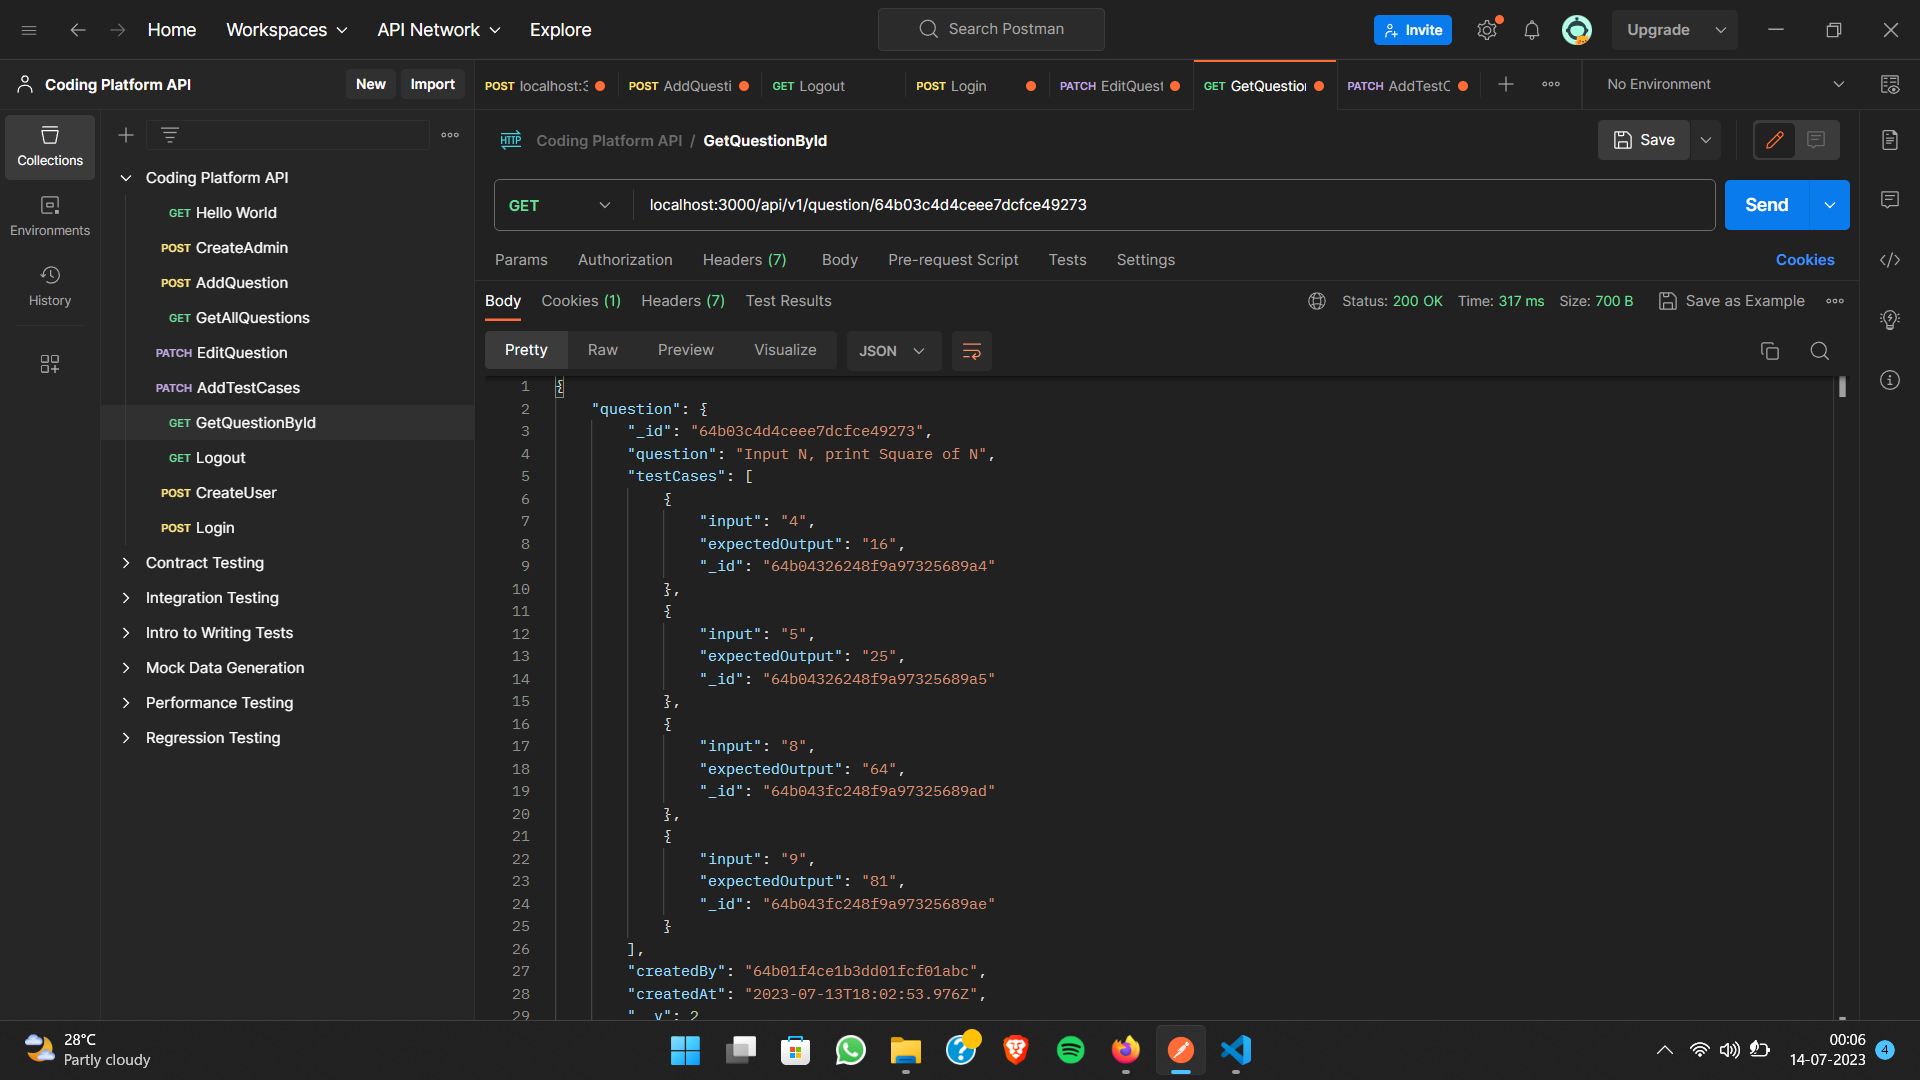 Home
Workspaces
API Network
Explore
Search Postman
Invite
Upgrade
Coding Platform API
New
Import
POST localhost:3
POST AddQuesti
GET Logout
POST Login
PATCH EditQuest
GET GetQuestion
PATCH AddTestC
No Environment
Collections
Environments
History
Coding Platform API
GET Hello World
POST CreateAdmin
POST AddQuestion
GET GetAllQuestions
PATCH EditQuestion
PATCH AddTestCases
GET GetQuestionById
GET Logout
POST CreateUser
POST Login
Contract Testing
Integration Testing
Intro to Writing Tests
Mock Data Generation
Performance Testing
Regression Testing
HTTP Coding Platform API / GetQuestionById
Save
GET
localhost:3000/api/v1/question/64b03c4d4ceee7dcfce49273
Send
Params Authorization Headers (7) Body Pre-request Script Tests Settings
Cookies
Body Cookies (1) Headers (7) Test Results
Status: 200 OK Time: 317 ms Size: 700 B
Save as Example
Pretty Raw Preview Visualize JSON
1 {
2 "question": {
3 "_id": "64b03c4d4ceee7dcfce49273",
4 "question": "Input N, print Square of N",
5 "testCases": [
6 {
7 "input": "4",
8 "expectedOutput": "16",
9 "_id": "64b04326248f9a97325689a4"
10 },
11 {
12 "input": "5",
13 "expectedOutput": "25",
14 "_id": "64b04326248f9a97325689a5"
15 },
16 {
17 "input": "8",
18 "expectedOutput": "64",
19 "_id": "64b043fc248f9a97325689ad"
20 },
21 {
22 "input": "9",
23 "expectedOutput": "81",
24 "_id": "64b043fc248f9a97325689ae"
25 }
26 ],
27 "createdBy": "64b01f4ce1b3dd01fcf01abc",
28 "createdAt": "2023-07-13T18:02:53.976Z",
29 "__v": 2
28°C
Partly cloudy
00:06
14-07-2023
4